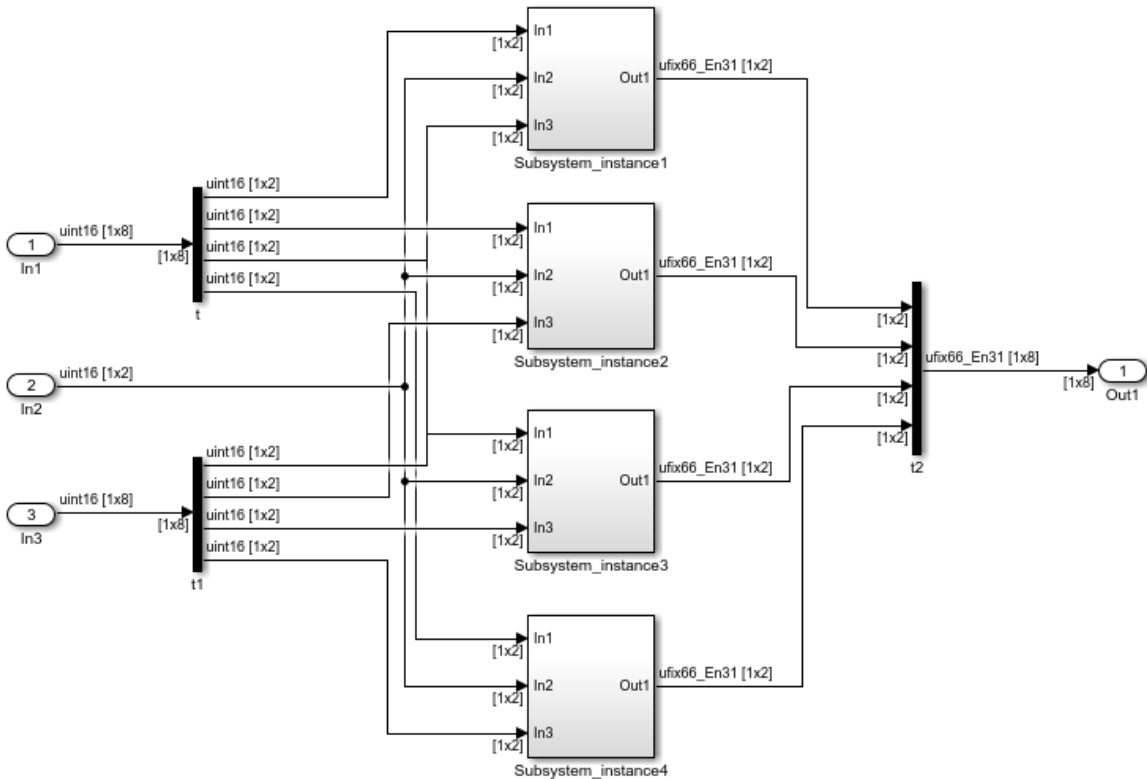 In1
[1x2]
In2
[1x2]
In3
[1x2]
Out1
ufix66_En31 [1x2]
Subsystem_instance1
1
In1
uint16 [1x8]
[1x8]
uint16 [1x2]
uint16 [1x2]
uint16 [1x2]
uint16 [1x2]
t
In1
[1x2]
In2
[1x2]
In3
[1x2]
Out1
ufix66_En31 [1x2]
Subsystem_instance2
2
In2
uint16 [1x2]
[1x2]
[1x2]
[1x2]
[1x2]
t2
ufix66_En31 [1x8]
[1x8]
1
Out1
3
In3
uint16 [1x8]
[1x8]
uint16 [1x2]
uint16 [1x2]
uint16 [1x2]
uint16 [1x2]
t1
In1
[1x2]
In2
[1x2]
In3
[1x2]
Out1
ufix66_En31 [1x2]
Subsystem_instance3
In1
[1x2]
In2
[1x2]
In3
[1x2]
Out1
ufix66_En31 [1x2]
Subsystem_instance4